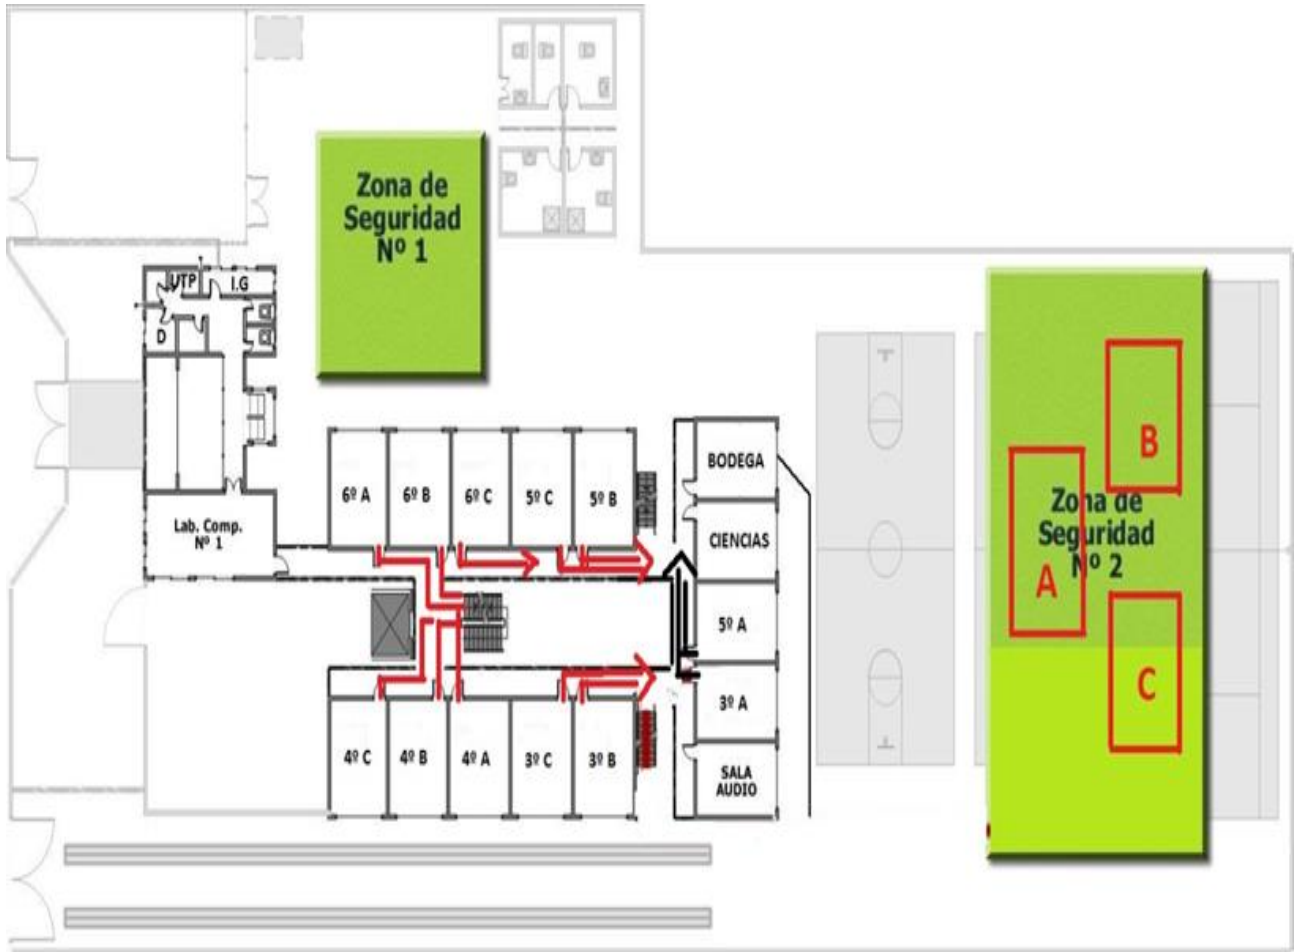 Zona de
Seguridad
Nº 1
UTP
I.G
D
Lab. Comp.
Nº 1
6º A
6º B
6º C
5º C
5º B
BODEGA
CIENCIAS
5º A
3º A
SALA
AUDIO
4º C
4º B
4º A
3º C
3º B
B
Zona de
Seguridad
Nº 2
A
C